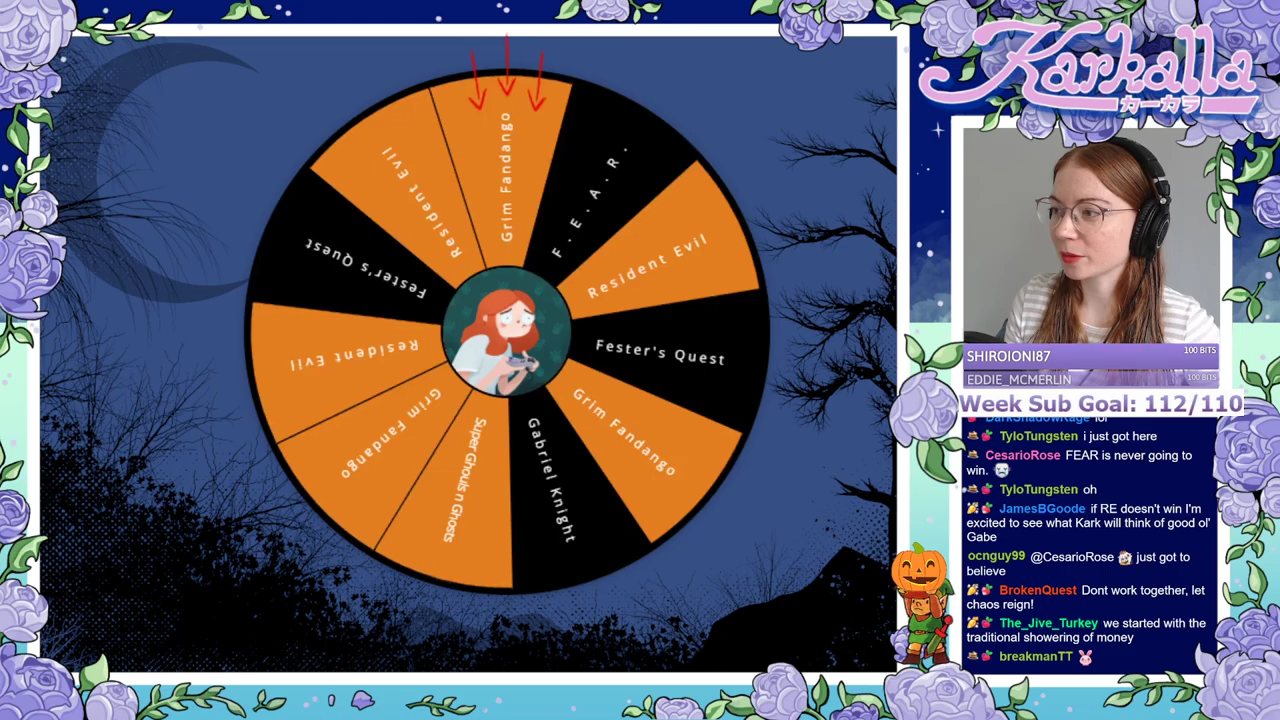 Karkalla
カーカラ
Grim Fandango
F.E.A.R.
Resident Evil
Fester's Quest
Grim Fandango
Gabriel Knight
Super Ghouls n Ghosts
Grim Fandango
Resident Evil
Fester's Quest
Resident Evil
SHIROIONI87 100 BITS
EDDIE_MCMERLIN 100 BITS
Week Sub Goal: 112/110
DarkShadowRage lol
TyloTungsten i just got here
CesarioRose FEAR is never going to
win.
TyloTungsten oh
JamesBGoode if RE doesn't win I'm
excited to see what Kark will think of good ol'
Gabe
ocnguy99 @CesarioRose just got to
believe
BrokenQuest Dont work together, let
chaos reign!
The_Jive_Turkey we started with the
traditional showering of money
breakmanTT